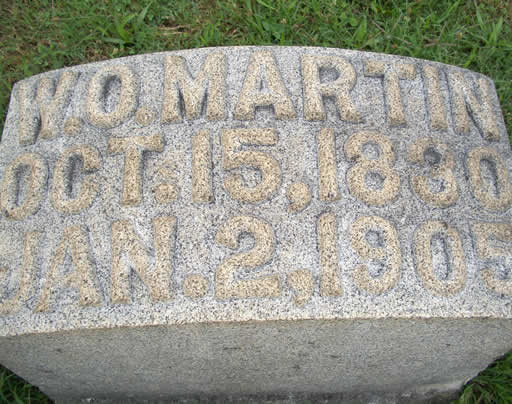 W.O.MARTIN
OCT. 15, 1830
JAN. 2, 1905